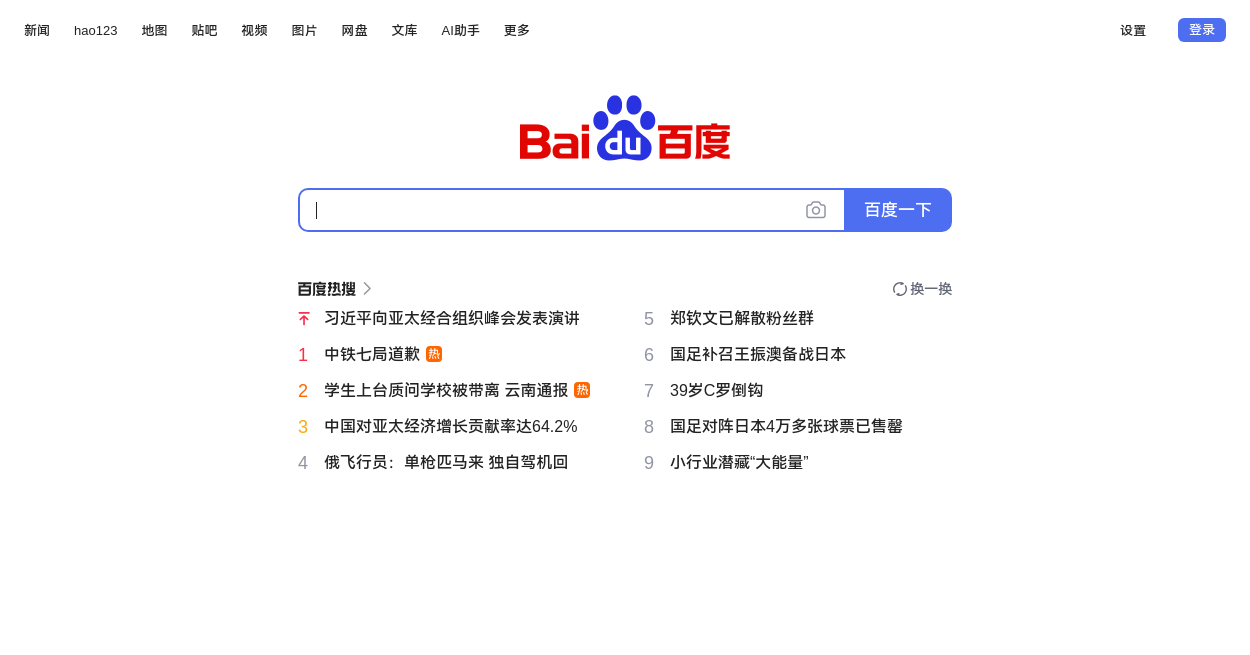 新闻 hao123 地图 贴吧 视频 图片 网盘 文库 AI助手 更多 设置 登录
Bai du 百度
百度一下
百度热搜 换一换
习近平向亚太经合组织峰会发表演讲
1 中铁七局道歉 热
2 学生上台质问学校被带离 云南通报 热
3 中国对亚太经济增长贡献率达64.2%
4 俄飞行员：单枪匹马来 独自驾机回
5 郑钦文已解散粉丝群
6 国足补召王振澳备战日本
7 39岁C罗倒钩
8 国足对阵日本4万多张球票已售罄
9 小行业潜藏“大能量”